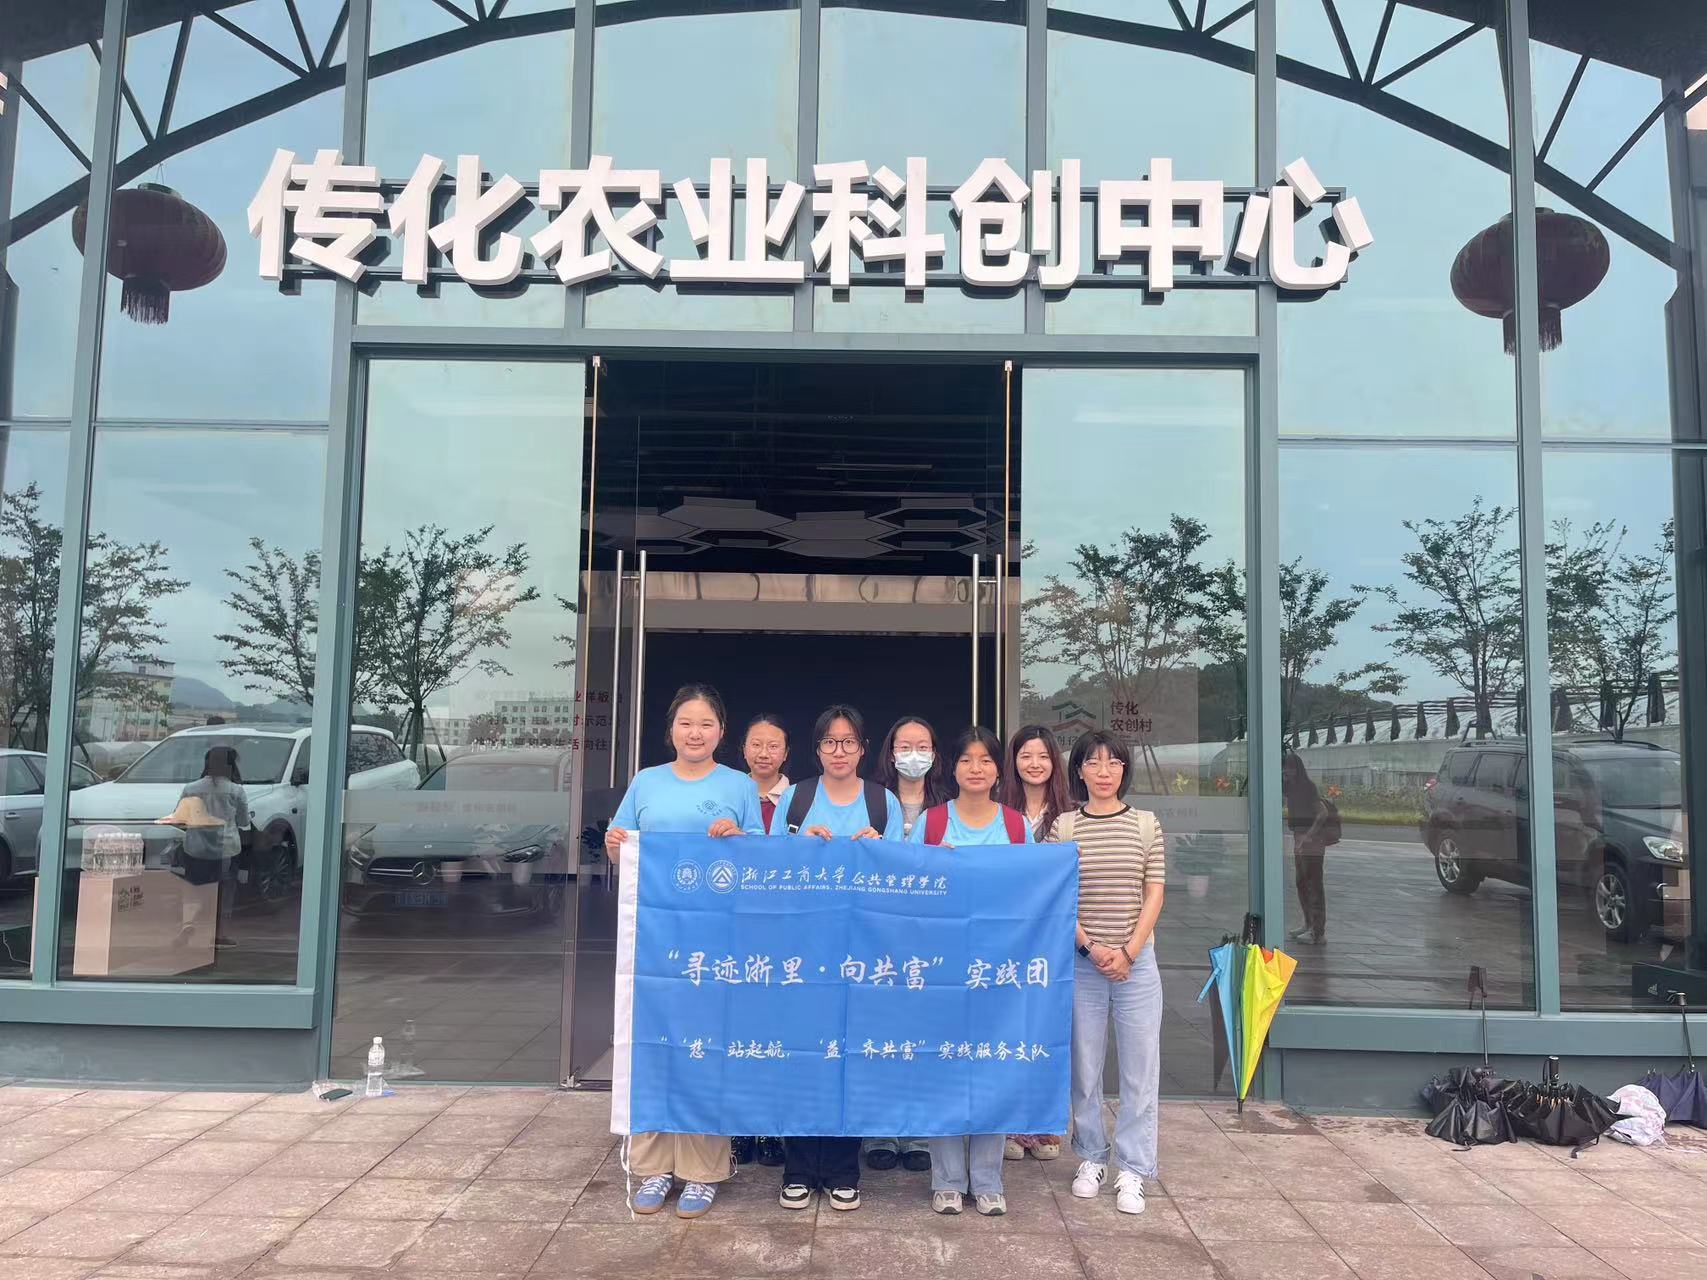 传化农业科创中心
传化
农创村
浙江工商大学 公共管理学院
SCHOOL OF PUBLIC AFFAIRS, ZHEJIANG GONGSHANG UNIVERSITY
“寻迹浙里·向共富”实践团
“‘慈’站起航，‘益’齐共富”实践服务支队